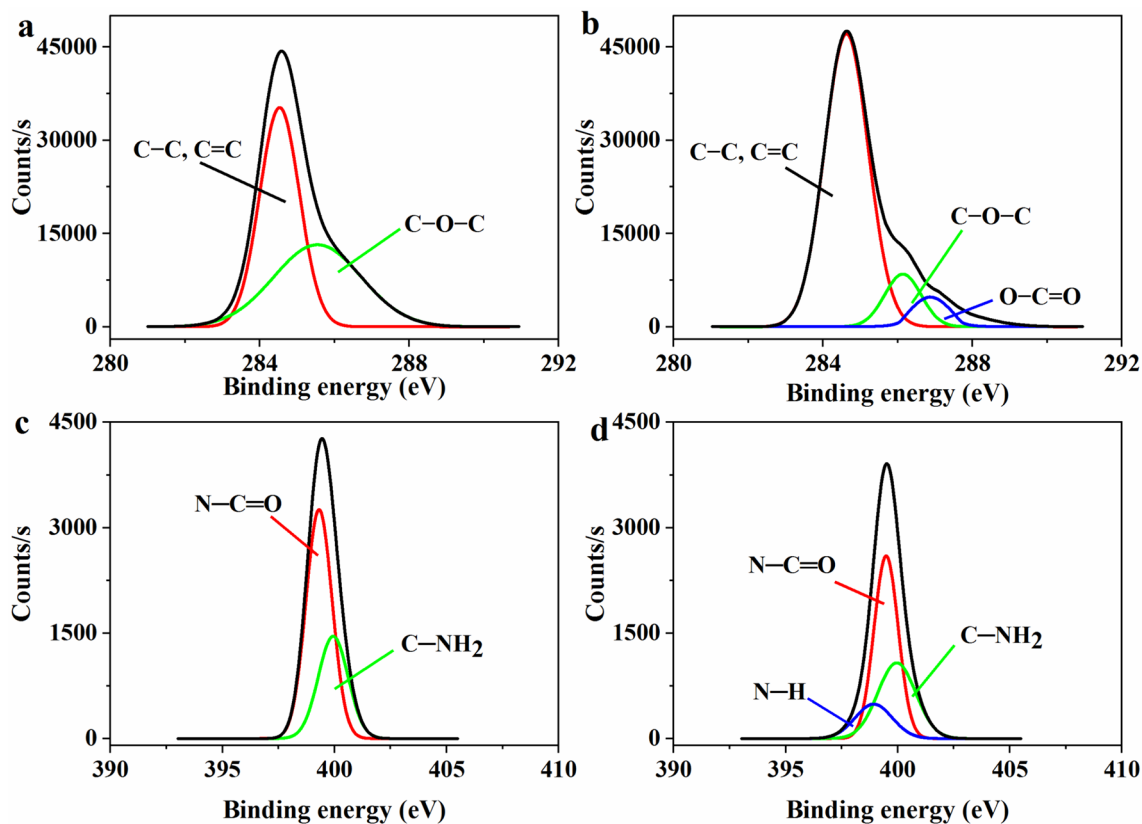 a
45000
30000
15000
0
Counts/s
C−C, C=C
C−O−C
280 284 288 292
Binding energy (eV)
b
45000
30000
15000
0
Counts/s
C−C, C=C
C−O−C
O−C=O
280 284 288 292
Binding energy (eV)
c
4500
3000
1500
0
Counts/s
N−C=O
C−NH2
390 395 400 405 410
Binding energy (eV)
d
4500
3000
1500
0
Counts/s
N−C=O
C−NH2
N−H
390 395 400 405 410
Binding energy (eV)